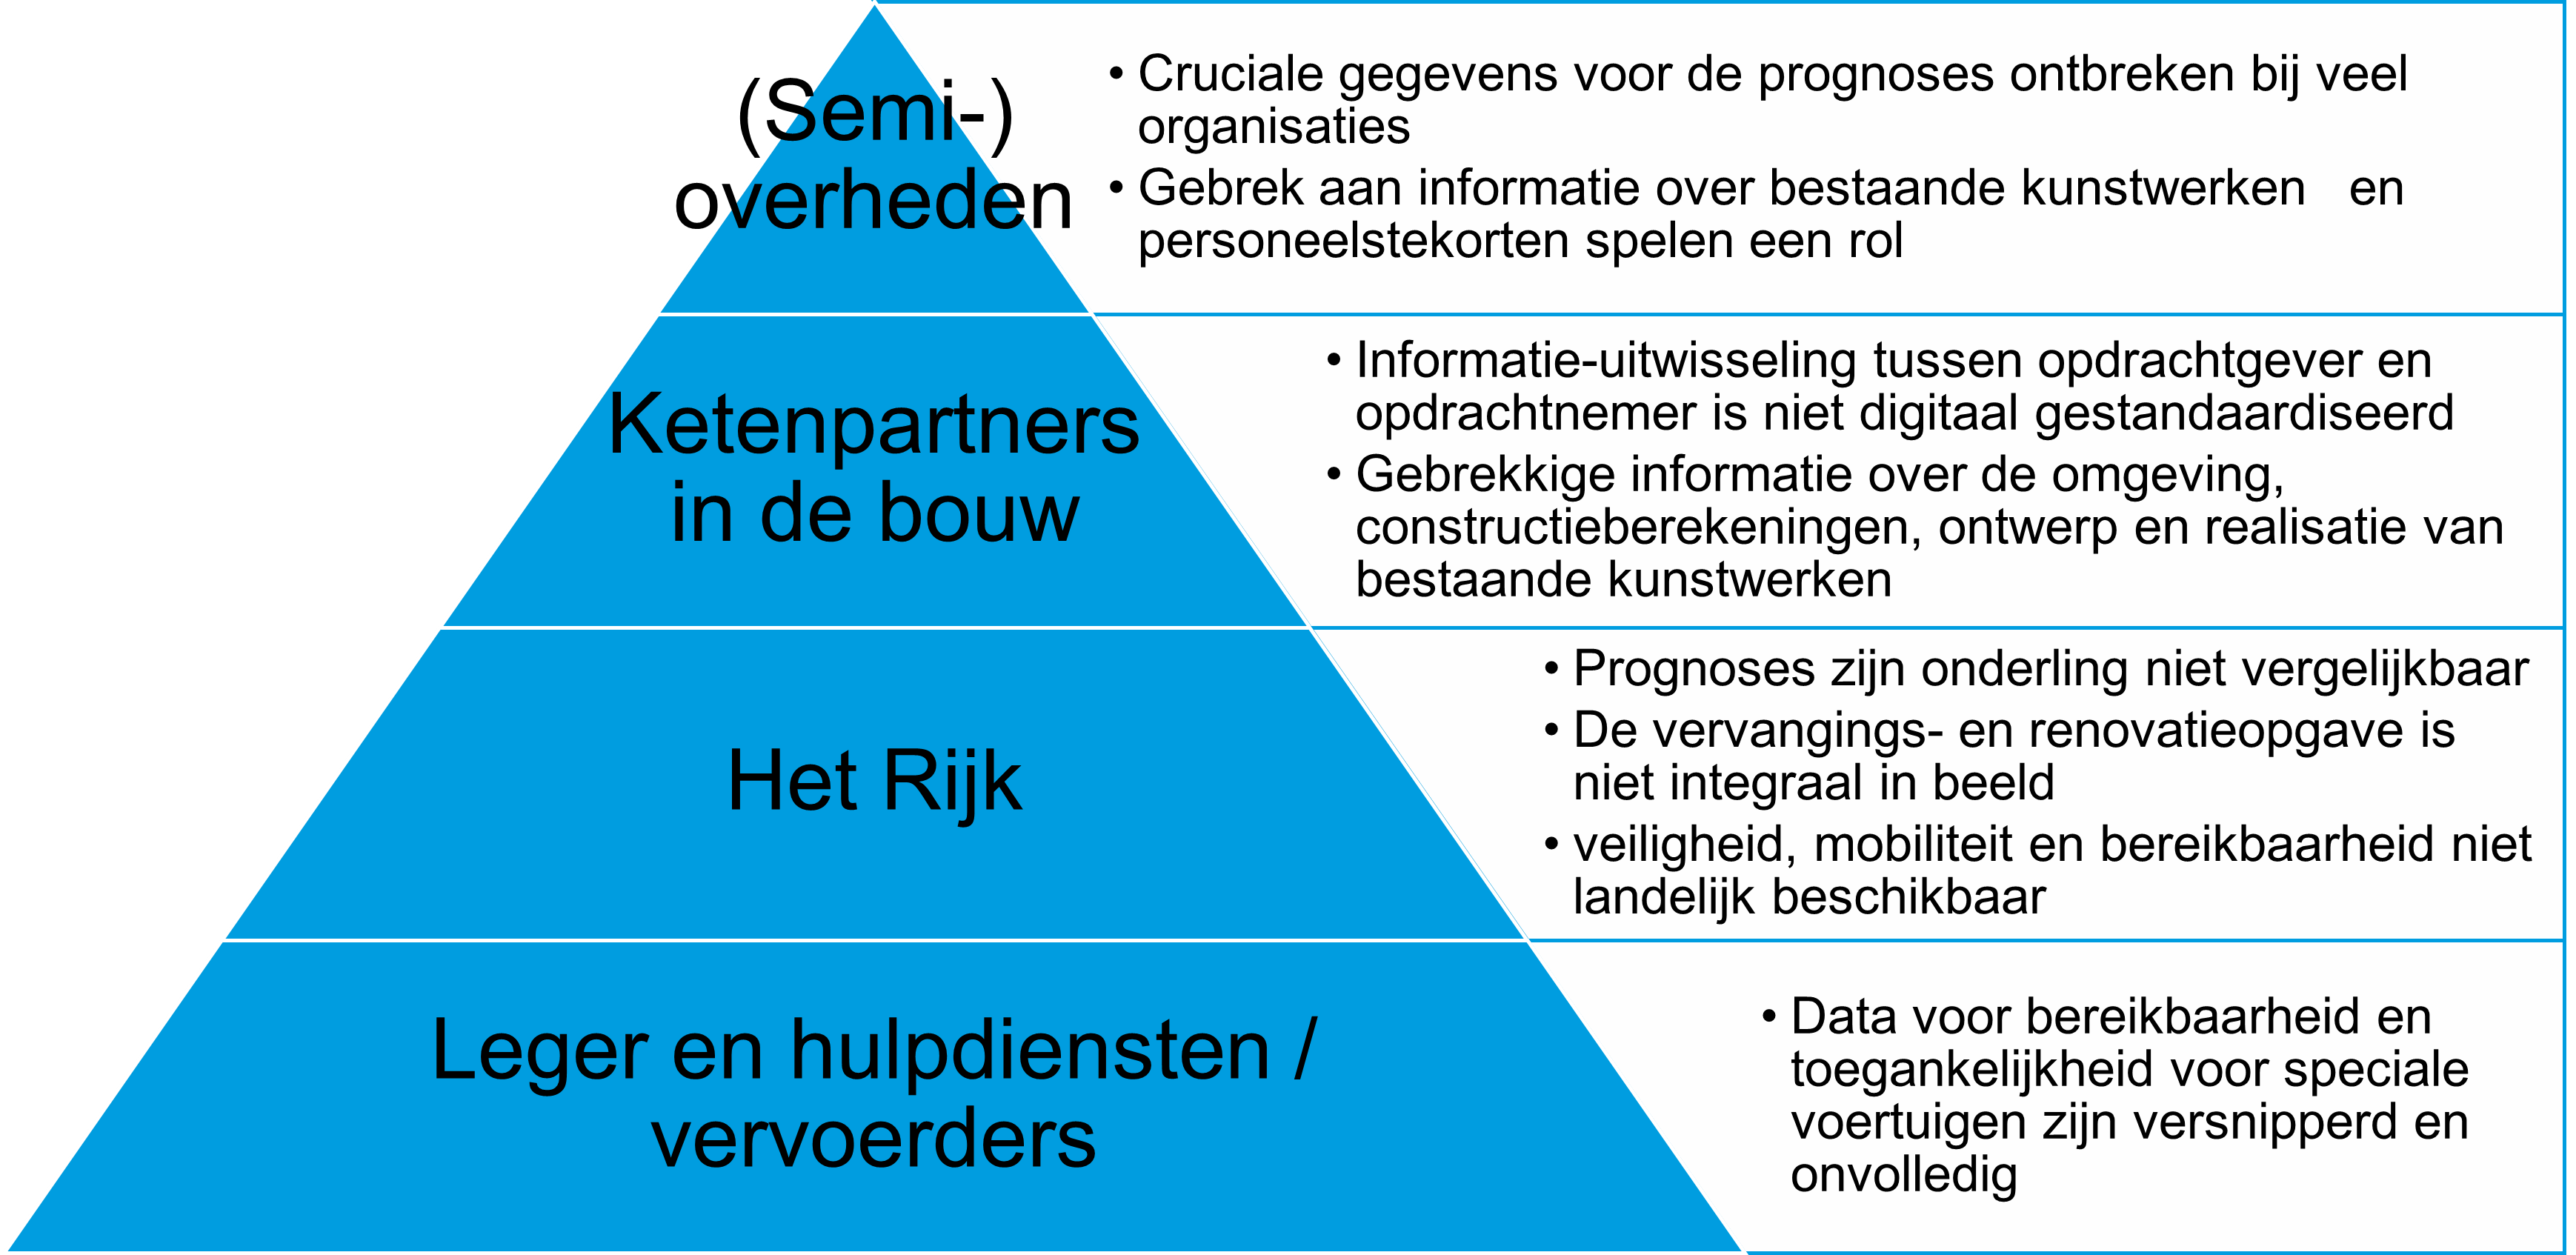 (Semi-)
overheden
• Cruciale gegevens voor de prognoses ontbreken bij veel
organisaties
• Gebrek aan informatie over bestaande kunstwerken   en
personeelstekorten spelen een rol
Ketenpartners
in de bouw
• Informatie-uitwisseling tussen opdrachtgever en
opdrachtnemer is niet digitaal gestandaardiseerd
• Gebrekkige informatie over de omgeving,
constructieberekeningen, ontwerp en realisatie van
bestaande kunstwerken
Het Rijk
• Prognoses zijn onderling niet vergelijkbaar
• De vervangings- en renovatieopgave is
niet integraal in beeld
• veiligheid, mobiliteit en bereikbaarheid niet
landelijk beschikbaar
Leger en hulpdiensten /
vervoerders
• Data voor bereikbaarheid en
toegankelijkheid voor speciale
voertuigen zijn versnipperd en
onvolledig